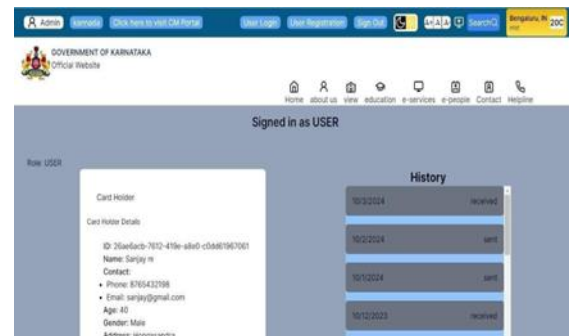 Admin kannada Click here to visit CM Portal User Login User Registration Sign Out A+ A A- Search Bengaluru, IN 20C
mist
GOVERNMENT OF KARNATAKA
Official Website
Home about us view education e-services e-people Contact Helpline
Signed in as USER
Role: USER
History
Card Holder
10/3/2024 received
Card Holder Details
10/2/2024 sent
ID: 26ae6acb-7612-419e-a8e0-c0dd61967061
Name: Sanjay m
Contact:
10/1/2024 sent
• Phone: 8765432198
• Email: sanjay@gmail.com
Age: 40
10/12/2023 received
Gender: Male
Address: Hongasandra